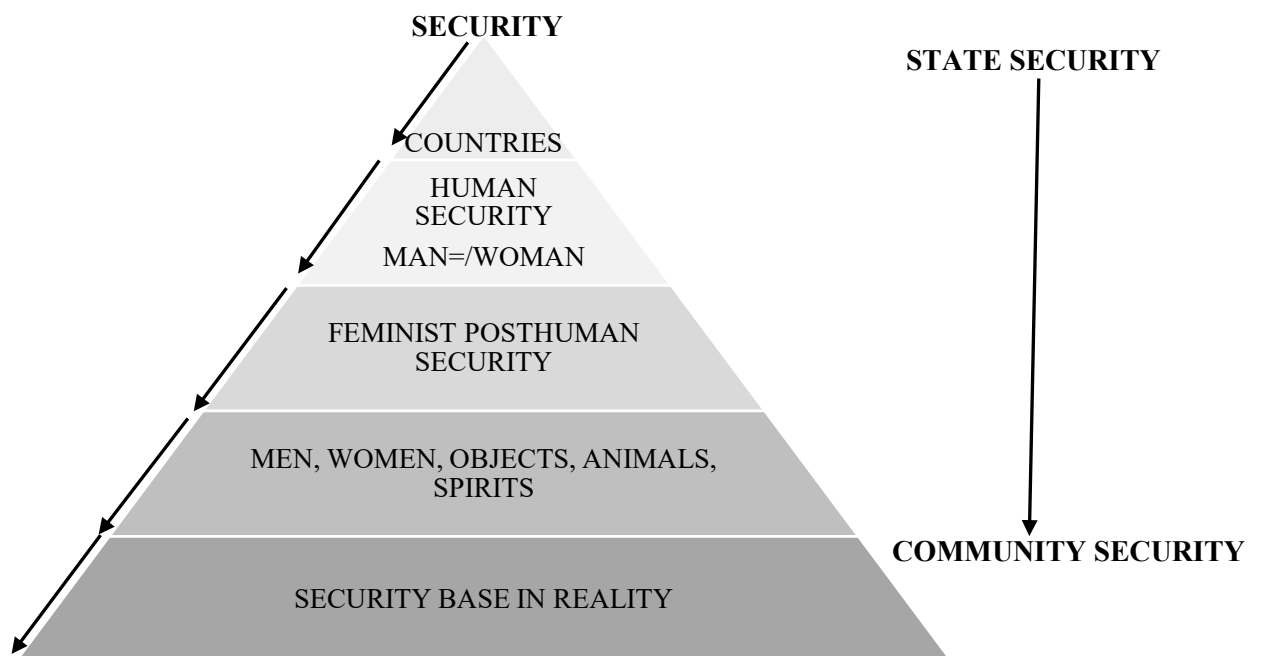 SECURITY
STATE SECURITY
COUNTRIES
HUMAN
SECURITY
MAN=/WOMAN
FEMINIST POSTHUMAN
SECURITY
MEN, WOMEN, OBJECTS, ANIMALS,
SPIRITS
COMMUNITY SECURITY
SECURITY BASE IN REALITY